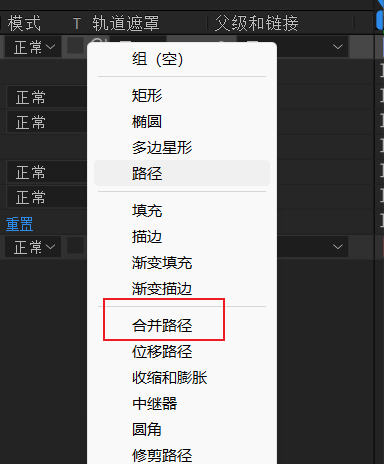 模式 T 轨道遮罩 父级和链接
正常
组（空）
矩形
正常
椭圆
正常
多边星形
路径
正常
正常
填充
重置
描边
正常
渐变填充
渐变描边
合并路径
位移路径
收缩和膨胀
中继器
圆角
修剪路径